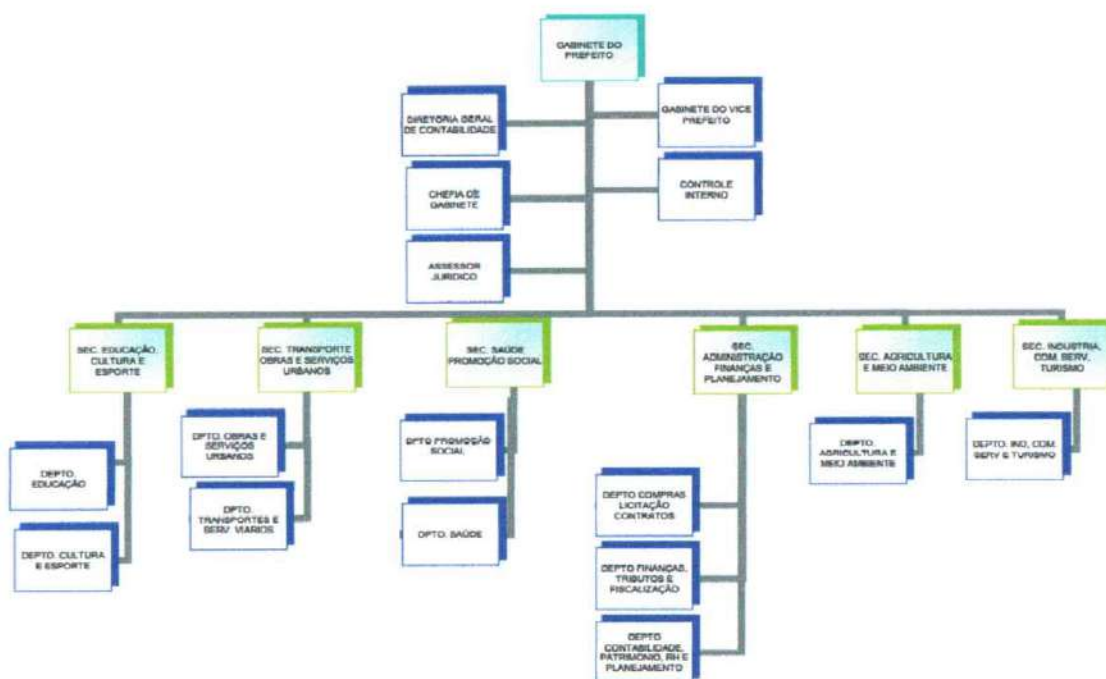 GABINETE DO
PREFEITO
DIRETORIA GERAL
DE CONTABILIDADE
GABINETE DO VICE
PREFEITO
CHEFIA DE
GABINETE
CONTROLE
INTERNO
ASSESSOR
JURIDICO
SEC. EDUCAÇÃO,
CULTURA E
ESPORTE
SEC. TRANSPORTE
OBRAS E SERVIÇOS
URBANOS
SEC. SAÚDE
PROMOÇÃO SOCIAL
SEC.
ADMINISTRAÇÃO
FINANÇAS E
PLANEJAMENTO
SEC. AGRICULTURA
E MEIO AMBIENTE
SEC. INDUSTRIA,
COM. SERV,
TURISMO
DEPTO.
EDUCAÇÃO
DEPTO. CULTURA
E ESPORTE
DPTO. OBRAS E
SERVIÇOS
URBANOS
DPTO.
TRANSPORTES E
SERV. VIARIOS
DPTO PROMOÇÃO
SOCIAL
DPTO. SAÚDE
DEPTO COMPRAS
LICITAÇÃO
CONTRATOS
DEPTO FINANÇAS,
TRIBUTOS E
FISCALIZAÇÃO
DEPTO
CONTABILIDADE,
PATRIMONIO, RH E
PLANEJAMENTO
DEPTO.
AGRICULTURA E
MEIO AMBIENTE
DEPTO. IND, COM.
SERV E TURISMO